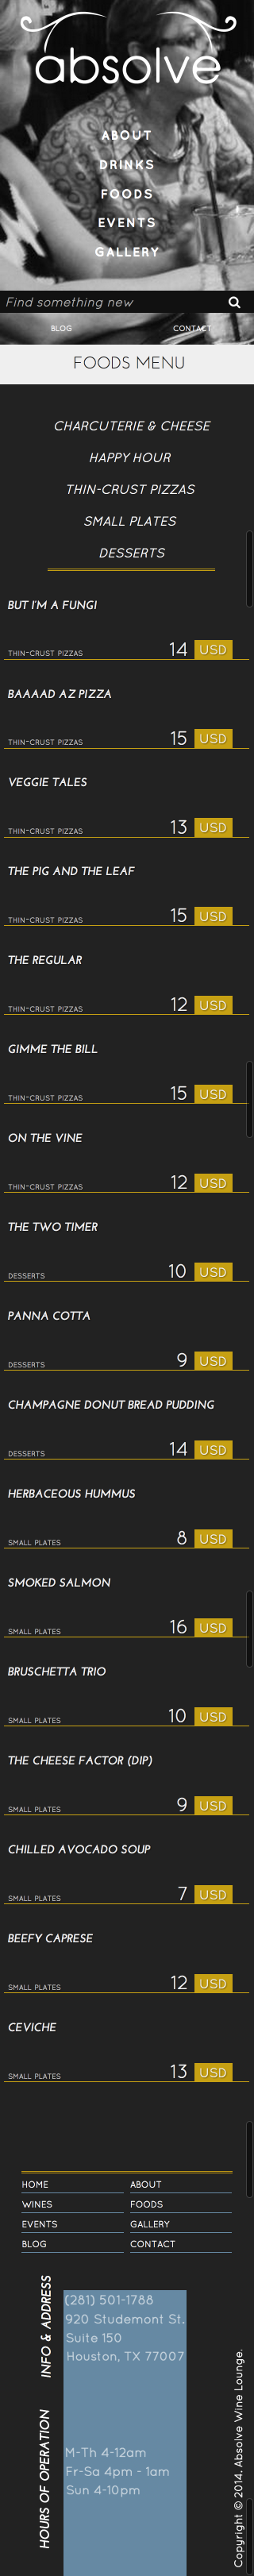 absolve
ABOUT
DRINKS
FOODS
EVENTS
GALLERY
Find something new
BLOG CONTACT
FOODS MENU
CHARCUTERIE & CHEESE
HAPPY HOUR
THIN-CRUST PIZZAS
SMALL PLATES
DESSERTS
BUT I'M A FUNGI
THIN-CRUST PIZZAS 14 USD
BAAAAD AZ PIZZA
THIN-CRUST PIZZAS 15 USD
VEGGIE TALES
THIN-CRUST PIZZAS 13 USD
THE PIG AND THE LEAF
THIN-CRUST PIZZAS 15 USD
THE REGULAR
THIN-CRUST PIZZAS 12 USD
GIMME THE BILL
THIN-CRUST PIZZAS 15 USD
ON THE VINE
THIN-CRUST PIZZAS 12 USD
THE TWO TIMER
DESSERTS 10 USD
PANNA COTTA
DESSERTS 9 USD
CHAMPAGNE DONUT BREAD PUDDING
DESSERTS 14 USD
HERBACEOUS HUMMUS
SMALL PLATES 8 USD
SMOKED SALMON
SMALL PLATES 16 USD
BRUSCHETTA TRIO
SMALL PLATES 10 USD
THE CHEESE FACTOR (DIP)
SMALL PLATES 9 USD
CHILLED AVOCADO SOUP
SMALL PLATES 7 USD
BEEFY CAPRESE
SMALL PLATES 12 USD
CEVICHE
SMALL PLATES 13 USD
HOME ABOUT
WINES FOODS
EVENTS GALLERY
BLOG CONTACT
INFO & ADDRESS
(281) 501-1788
920 Studemont St.
Suite 150
Houston, TX 77007
HOURS OF OPERATION
M-Th 4-12am
Fr-Sa 4pm - 1am
Sun 4-10pm
Copyright © 2014. Absolve Wine Lounge.